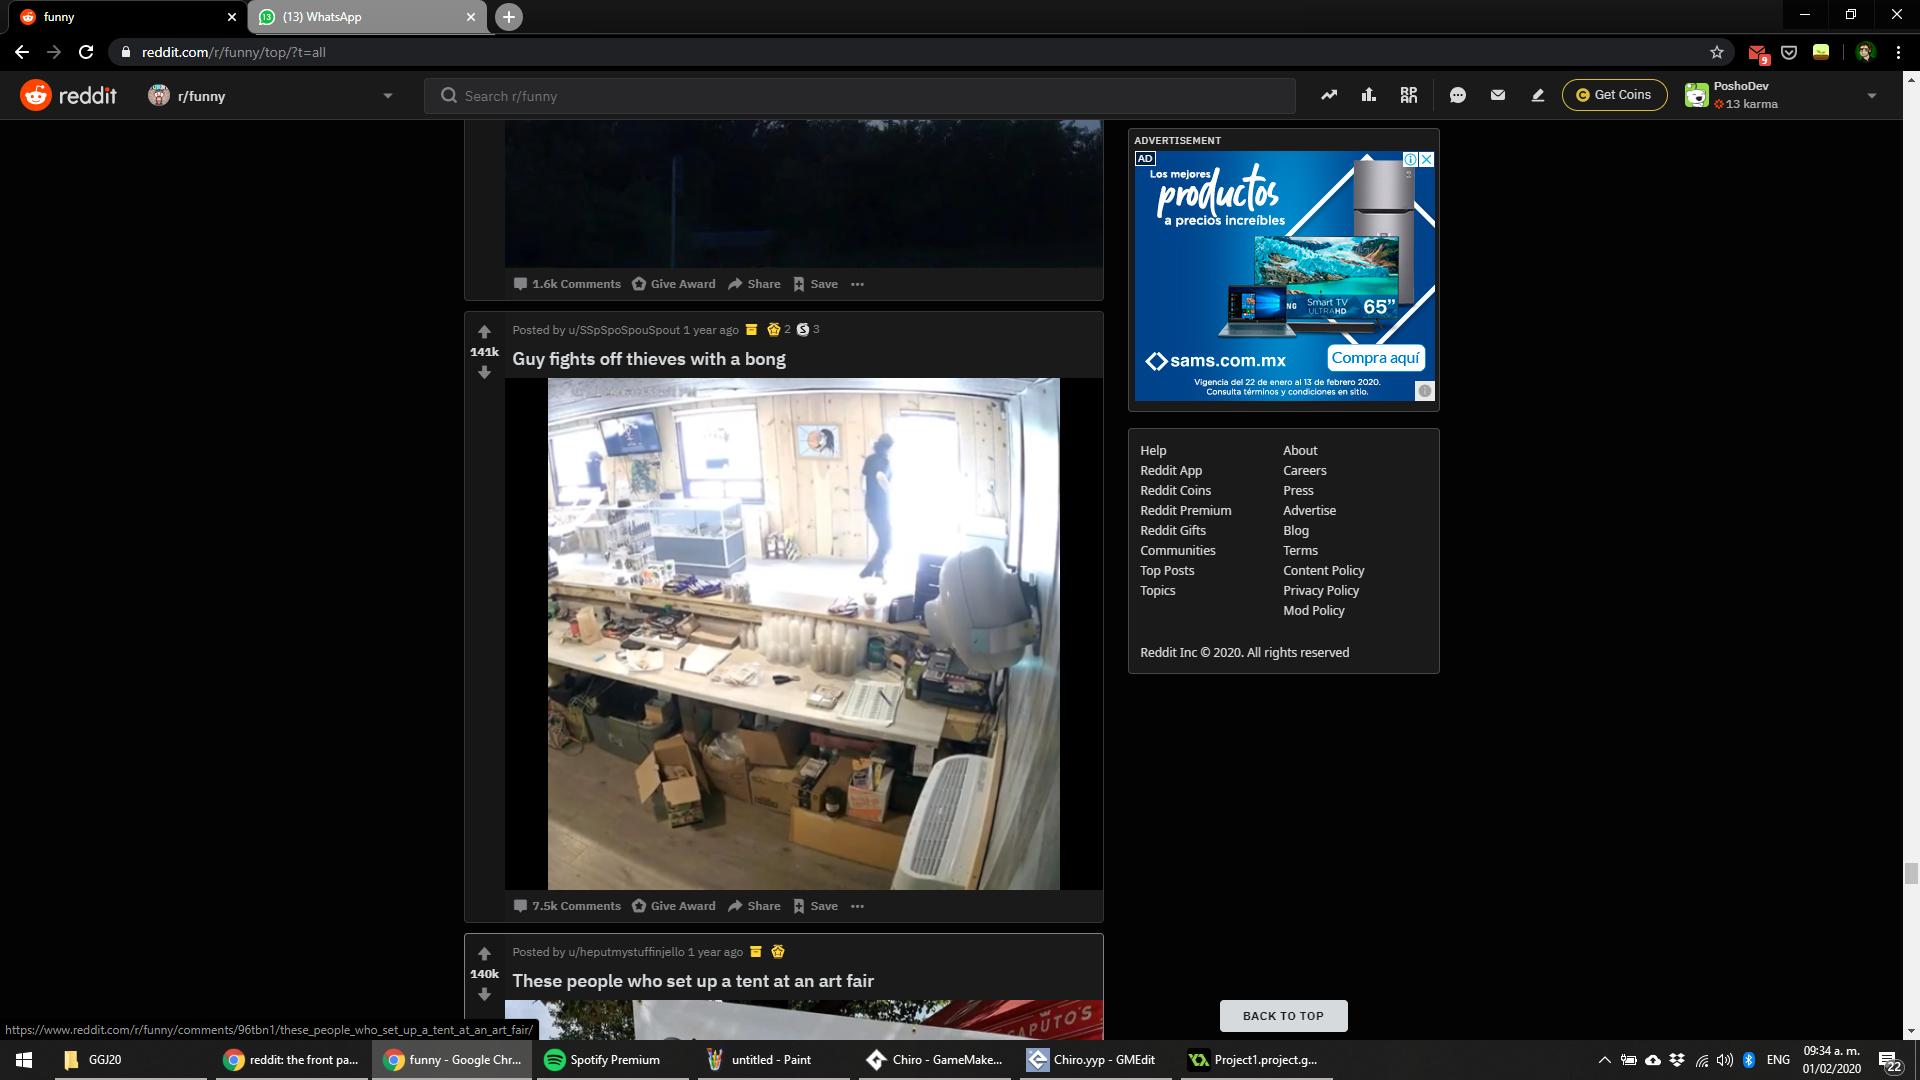 funny
(13) WhatsApp
reddit.com/r/funny/top/?t=all
9
reddit
r/funny
Search r/funny
Get Coins
PoshoDev
13 karma
1.6k Comments
Give Award
Share
Save
Posted by u/SSpSpoSpouSpout 1 year ago
2
3
141k
Guy fights off thieves with a bong
7.5k Comments
Give Award
Share
Save
Posted by u/heputmystuffinjello 1 year ago
140k
These people who set up a tent at an art fair
CAPUTO'S
ADVERTISEMENT
AD
Los mejores
productos
a precios increíbles
Smart TV
ULTRAHD
65”
sams.com.mx
Compra aquí
Vigencia del 22 de enero al 13 de febrero 2020.
Consulta términos y condiciones en sitio.
Help
Reddit App
Reddit Coins
Reddit Premium
Reddit Gifts
Communities
Top Posts
Topics
About
Careers
Press
Advertise
Blog
Terms
Content Policy
Privacy Policy
Mod Policy
Reddit Inc © 2020. All rights reserved
BACK TO TOP
https://www.reddit.com/r/funny/comments/96tbn1/these_people_who_set_up_a_tent_at_an_art_fair/
GGJ20
reddit: the front pa...
funny - Google Chr...
Spotify Premium
untitled - Paint
Chiro - GameMake...
Chiro.yyp - GMEdit
Project1.project.g...
ENG
09:34 a. m.
01/02/2020
22